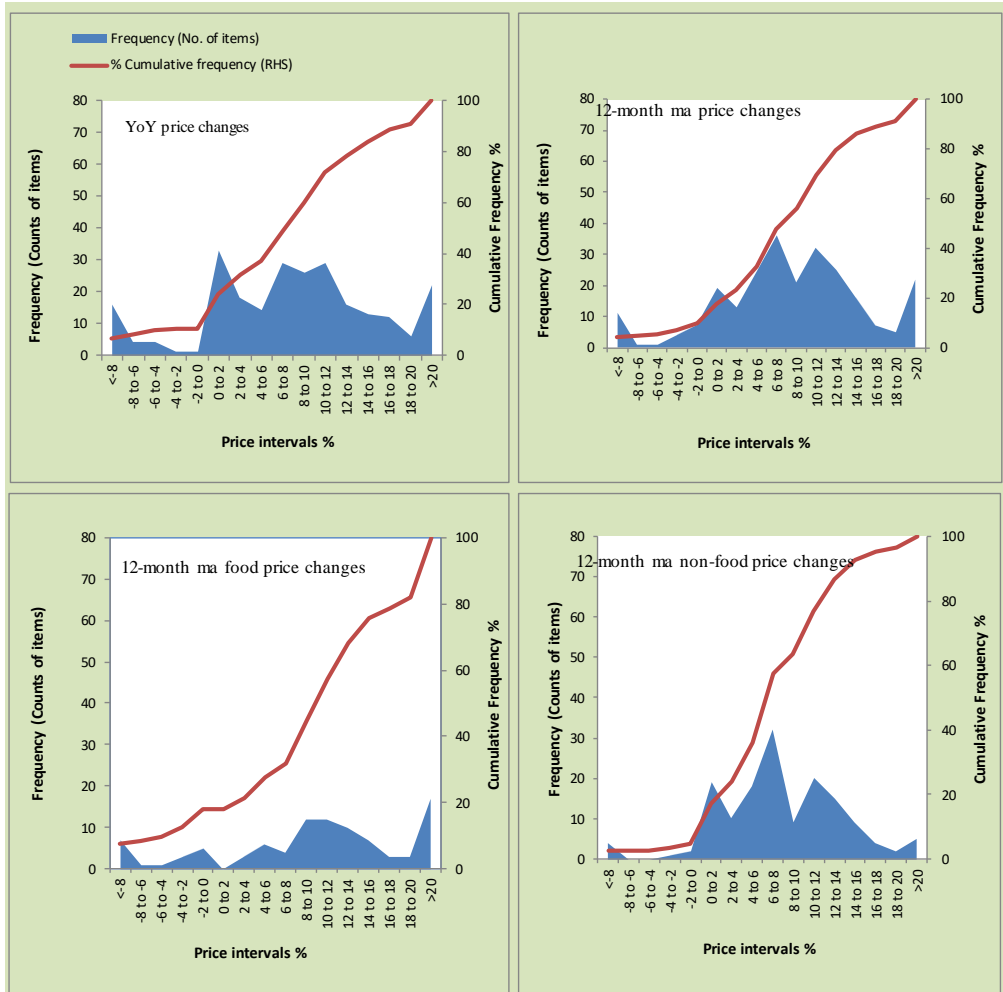 Frequency (No. of items)
% Cumulative frequency (RHS)
YoY price changes
Frequency (Counts of items)
80
70
60
50
40
30
20
10
0
100
80
60
40
20
0
Cumulative Frequency %
<-8
-8 to -6
-6 to -4
-4 to -2
-2 to 0
0 to 2
2 to 4
4 to 6
6 to 8
8 to 10
10 to 12
12 to 14
14 to 16
16 to 18
18 to 20
>20
Price intervals %
12-month ma price changes
Frequency (Counts of items)
80
70
60
50
40
30
20
10
0
100
80
60
40
20
0
Cumulative Frequency %
<-8
-8 to -6
-6 to -4
-4 to -2
-2 to 0
0 to 2
2 to 4
4 to 6
6 to 8
8 to 10
10 to 12
12 to 14
14 to 16
16 to 18
18 to 20
>20
Price intervals %
12-month ma food price changes
Frequency (Counts of items)
80
70
60
50
40
30
20
10
0
100
80
60
40
20
0
Cumulative Frequency %
<-8
-8 to -6
-6 to -4
-4 to -2
-2 to 0
0 to 2
2 to 4
4 to 6
6 to 8
8 to 10
10 to 12
12 to 14
14 to 16
16 to 18
18 to 20
>20
Price intervals %
12-month ma non-food price changes
Frequency (Counts of items)
80
70
60
50
40
30
20
10
0
100
80
60
40
20
0
Cumulative Frequency %
<-8
-8 to -6
-6 to -4
-4 to -2
-2 to 0
0 to 2
2 to 4
4 to 6
6 to 8
8 to 10
10 to 12
12 to 14
14 to 16
16 to 18
18 to 20
>20
Price intervals %